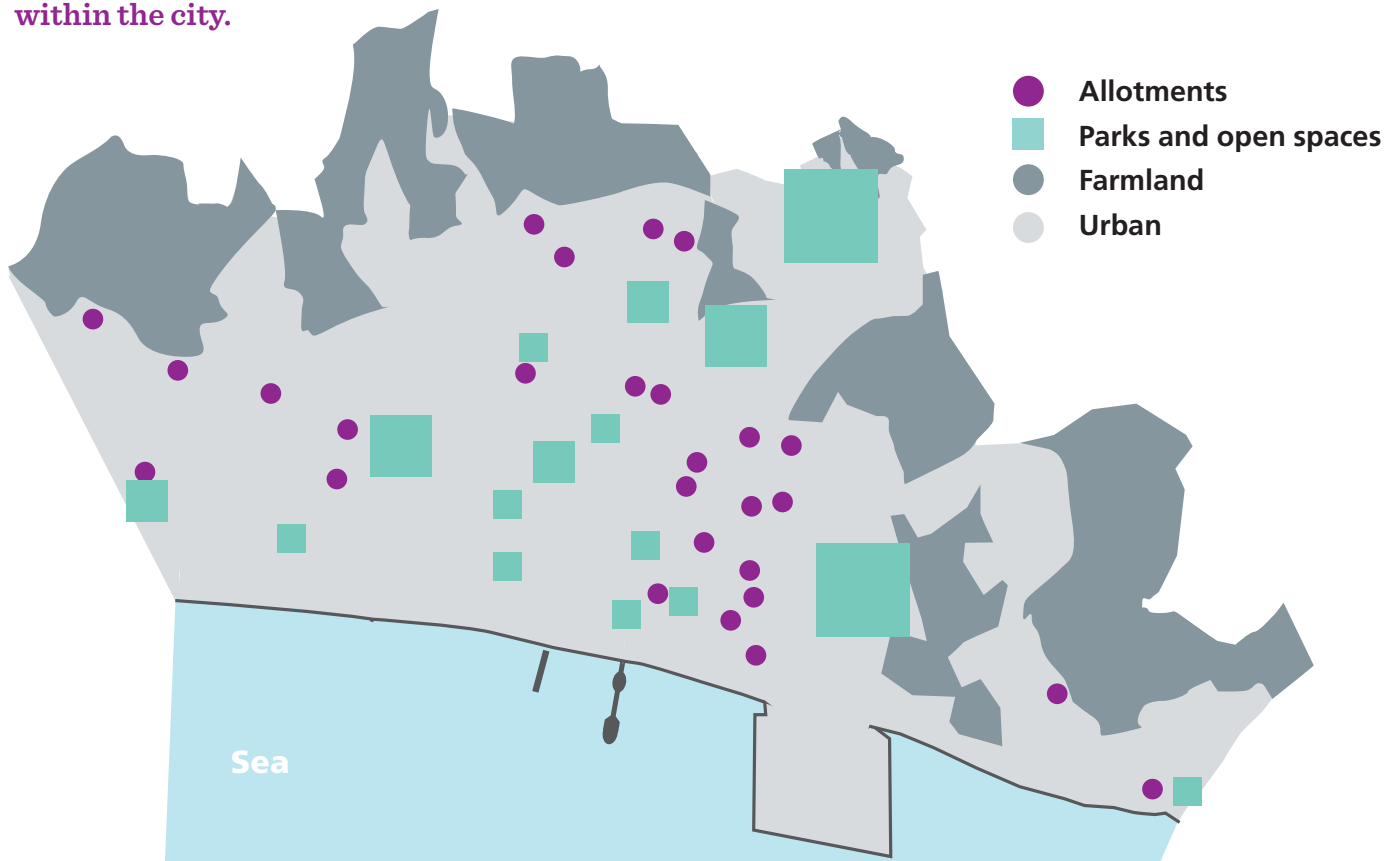 within the city.
Allotments
Parks and open spaces
Farmland
Urban
Sea